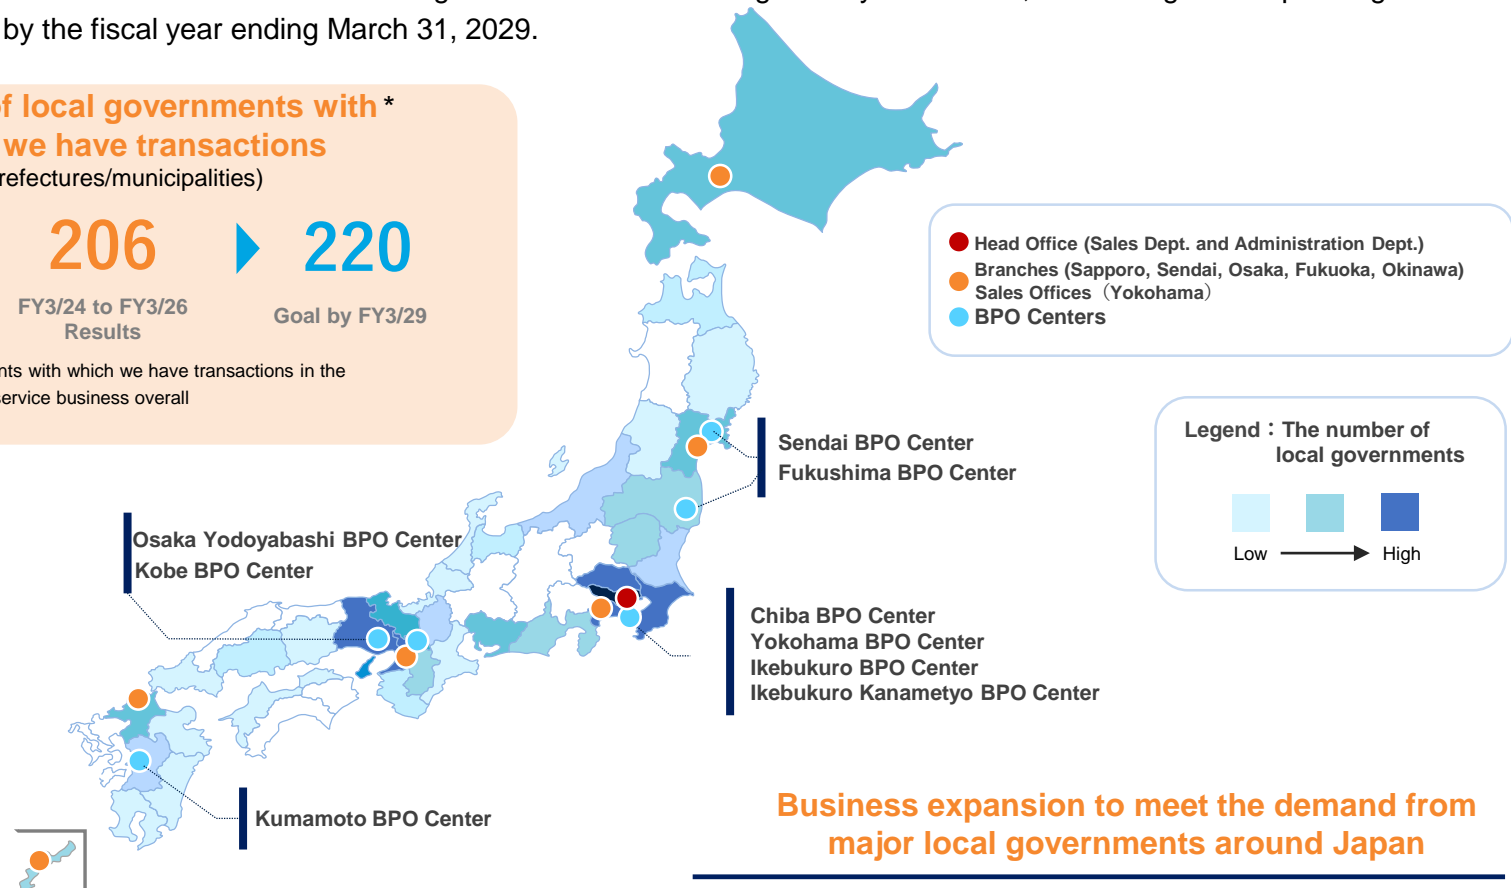 by the fiscal year ending March 31, 2029.
of local governments with *
we have transactions
refectures/municipalities)
206
220
FY3/24 to FY3/26
Results
Goal by FY3/29
nts with which we have transactions in the
service business overall
Head Office (Sales Dept. and Administration Dept.)
Branches (Sapporo, Sendai, Osaka, Fukuoka, Okinawa)
Sales Offices（Yokohama）
BPO Centers
Legend：The number of
local governments
Low
High
Sendai BPO Center
Fukushima BPO Center
Osaka Yodoyabashi BPO Center
Kobe BPO Center
Chiba BPO Center
Yokohama BPO Center
Ikebukuro BPO Center
Ikebukuro Kanametyo BPO Center
Kumamoto BPO Center
Business expansion to meet the demand from
major local governments around Japan